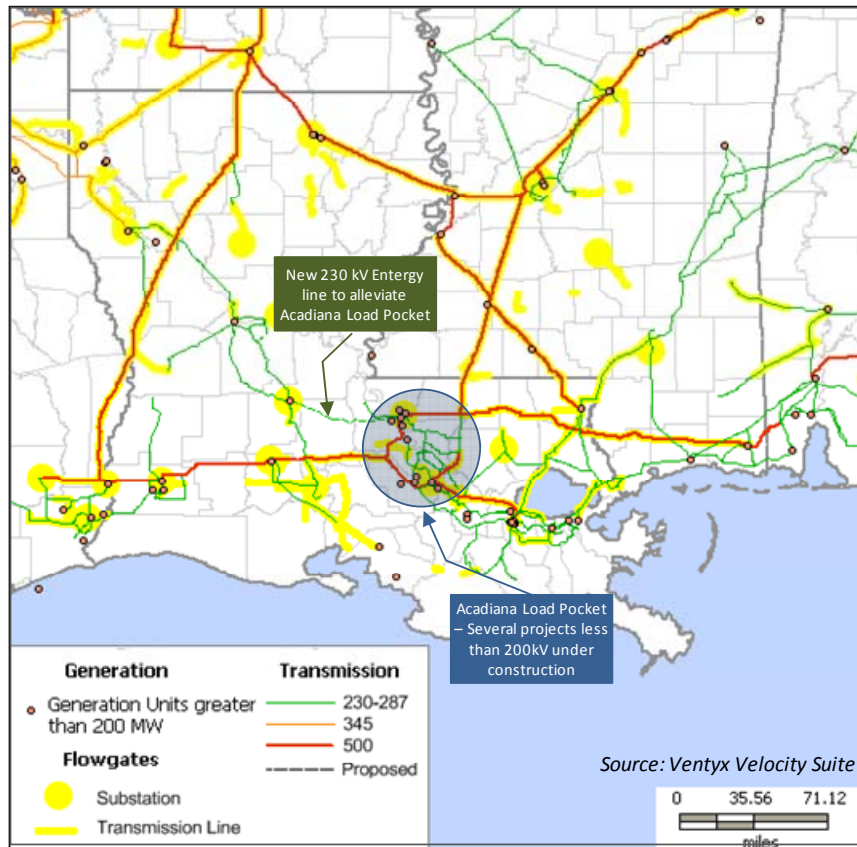 New 230 kV Entergy
line to alleviate
Acadiana Load Pocket
Acadiana Load Pocket
– Several projects less
than 200kV under
construction
Generation
Generation Units greater
than 200 MW
Flowgates
Substation
Transmission Line
Transmission
230-287
345
500
Proposed
Source: Ventyx Velocity Suite
0 35.56 71.12
miles